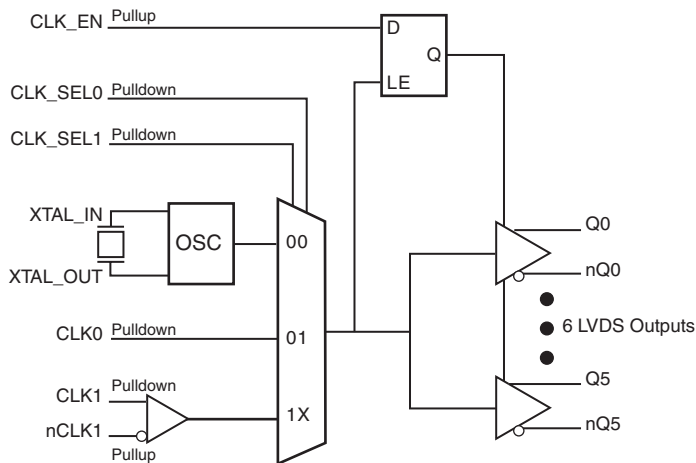 CLK_EN Pullup
D
Q
LE
CLK_SEL0 Pulldown
CLK_SEL1 Pulldown
XTAL_IN
OSC
XTAL_OUT
00
CLK0 Pulldown
01
CLK1 Pulldown
nCLK1
Pullup
1X
Q0
nQ0
6 LVDS Outputs
Q5
nQ5